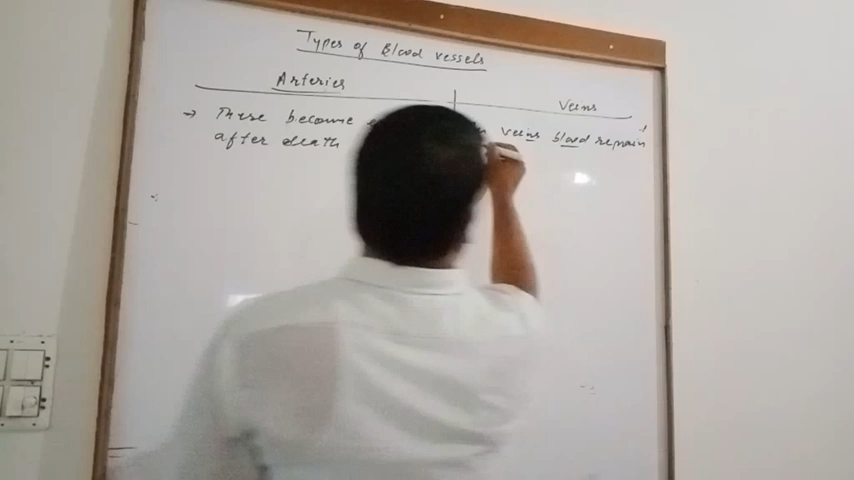 Types of Blood vessels
Arteries
Veins
→ These become
after death
veins blood remain